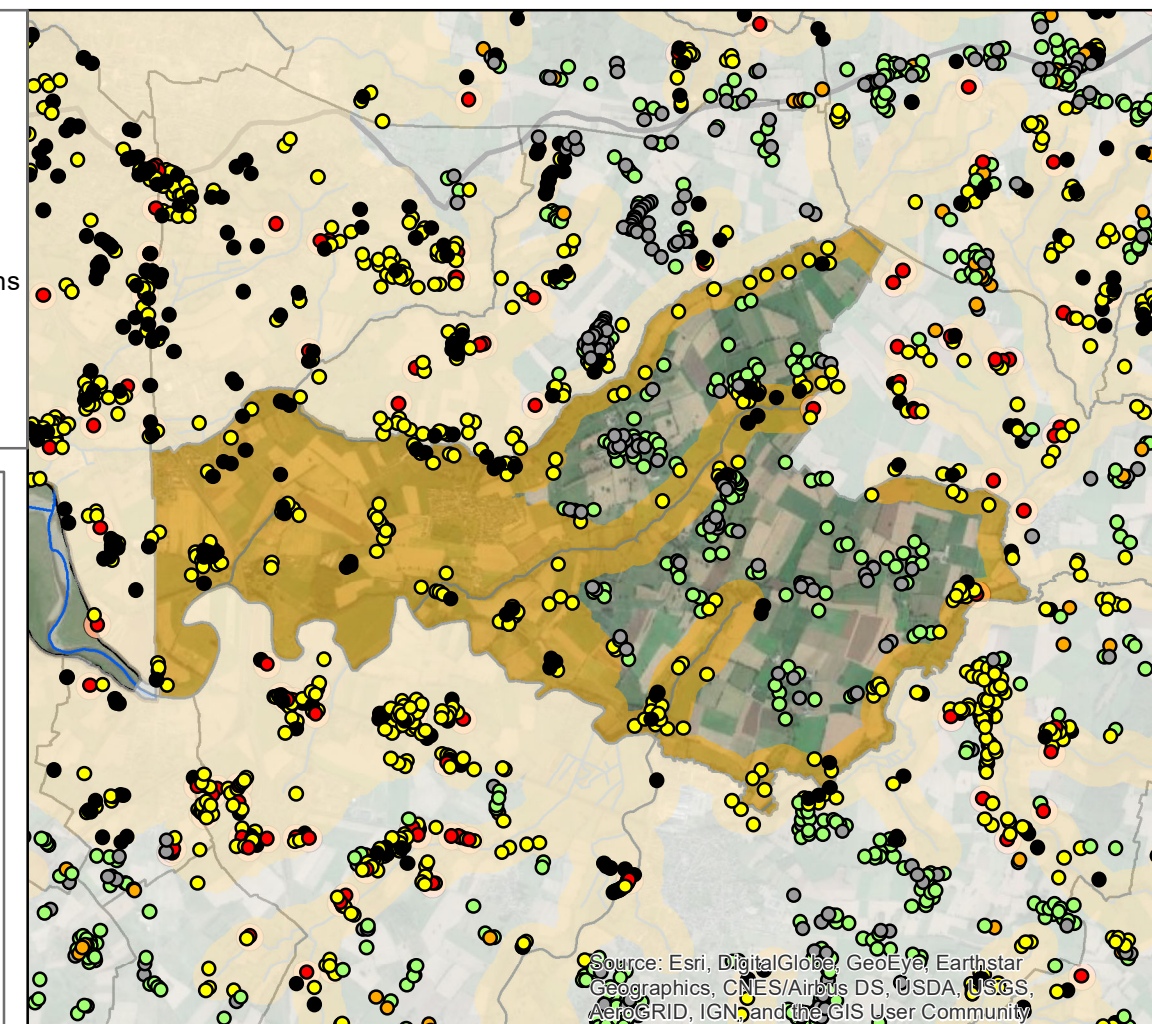 ns
Source: Esri, DigitalGlobe, GeoEye, Earthstar
Geographics, CNES/Airbus DS, USDA, USGS,
AeroGRID, IGN, and the GIS User Community